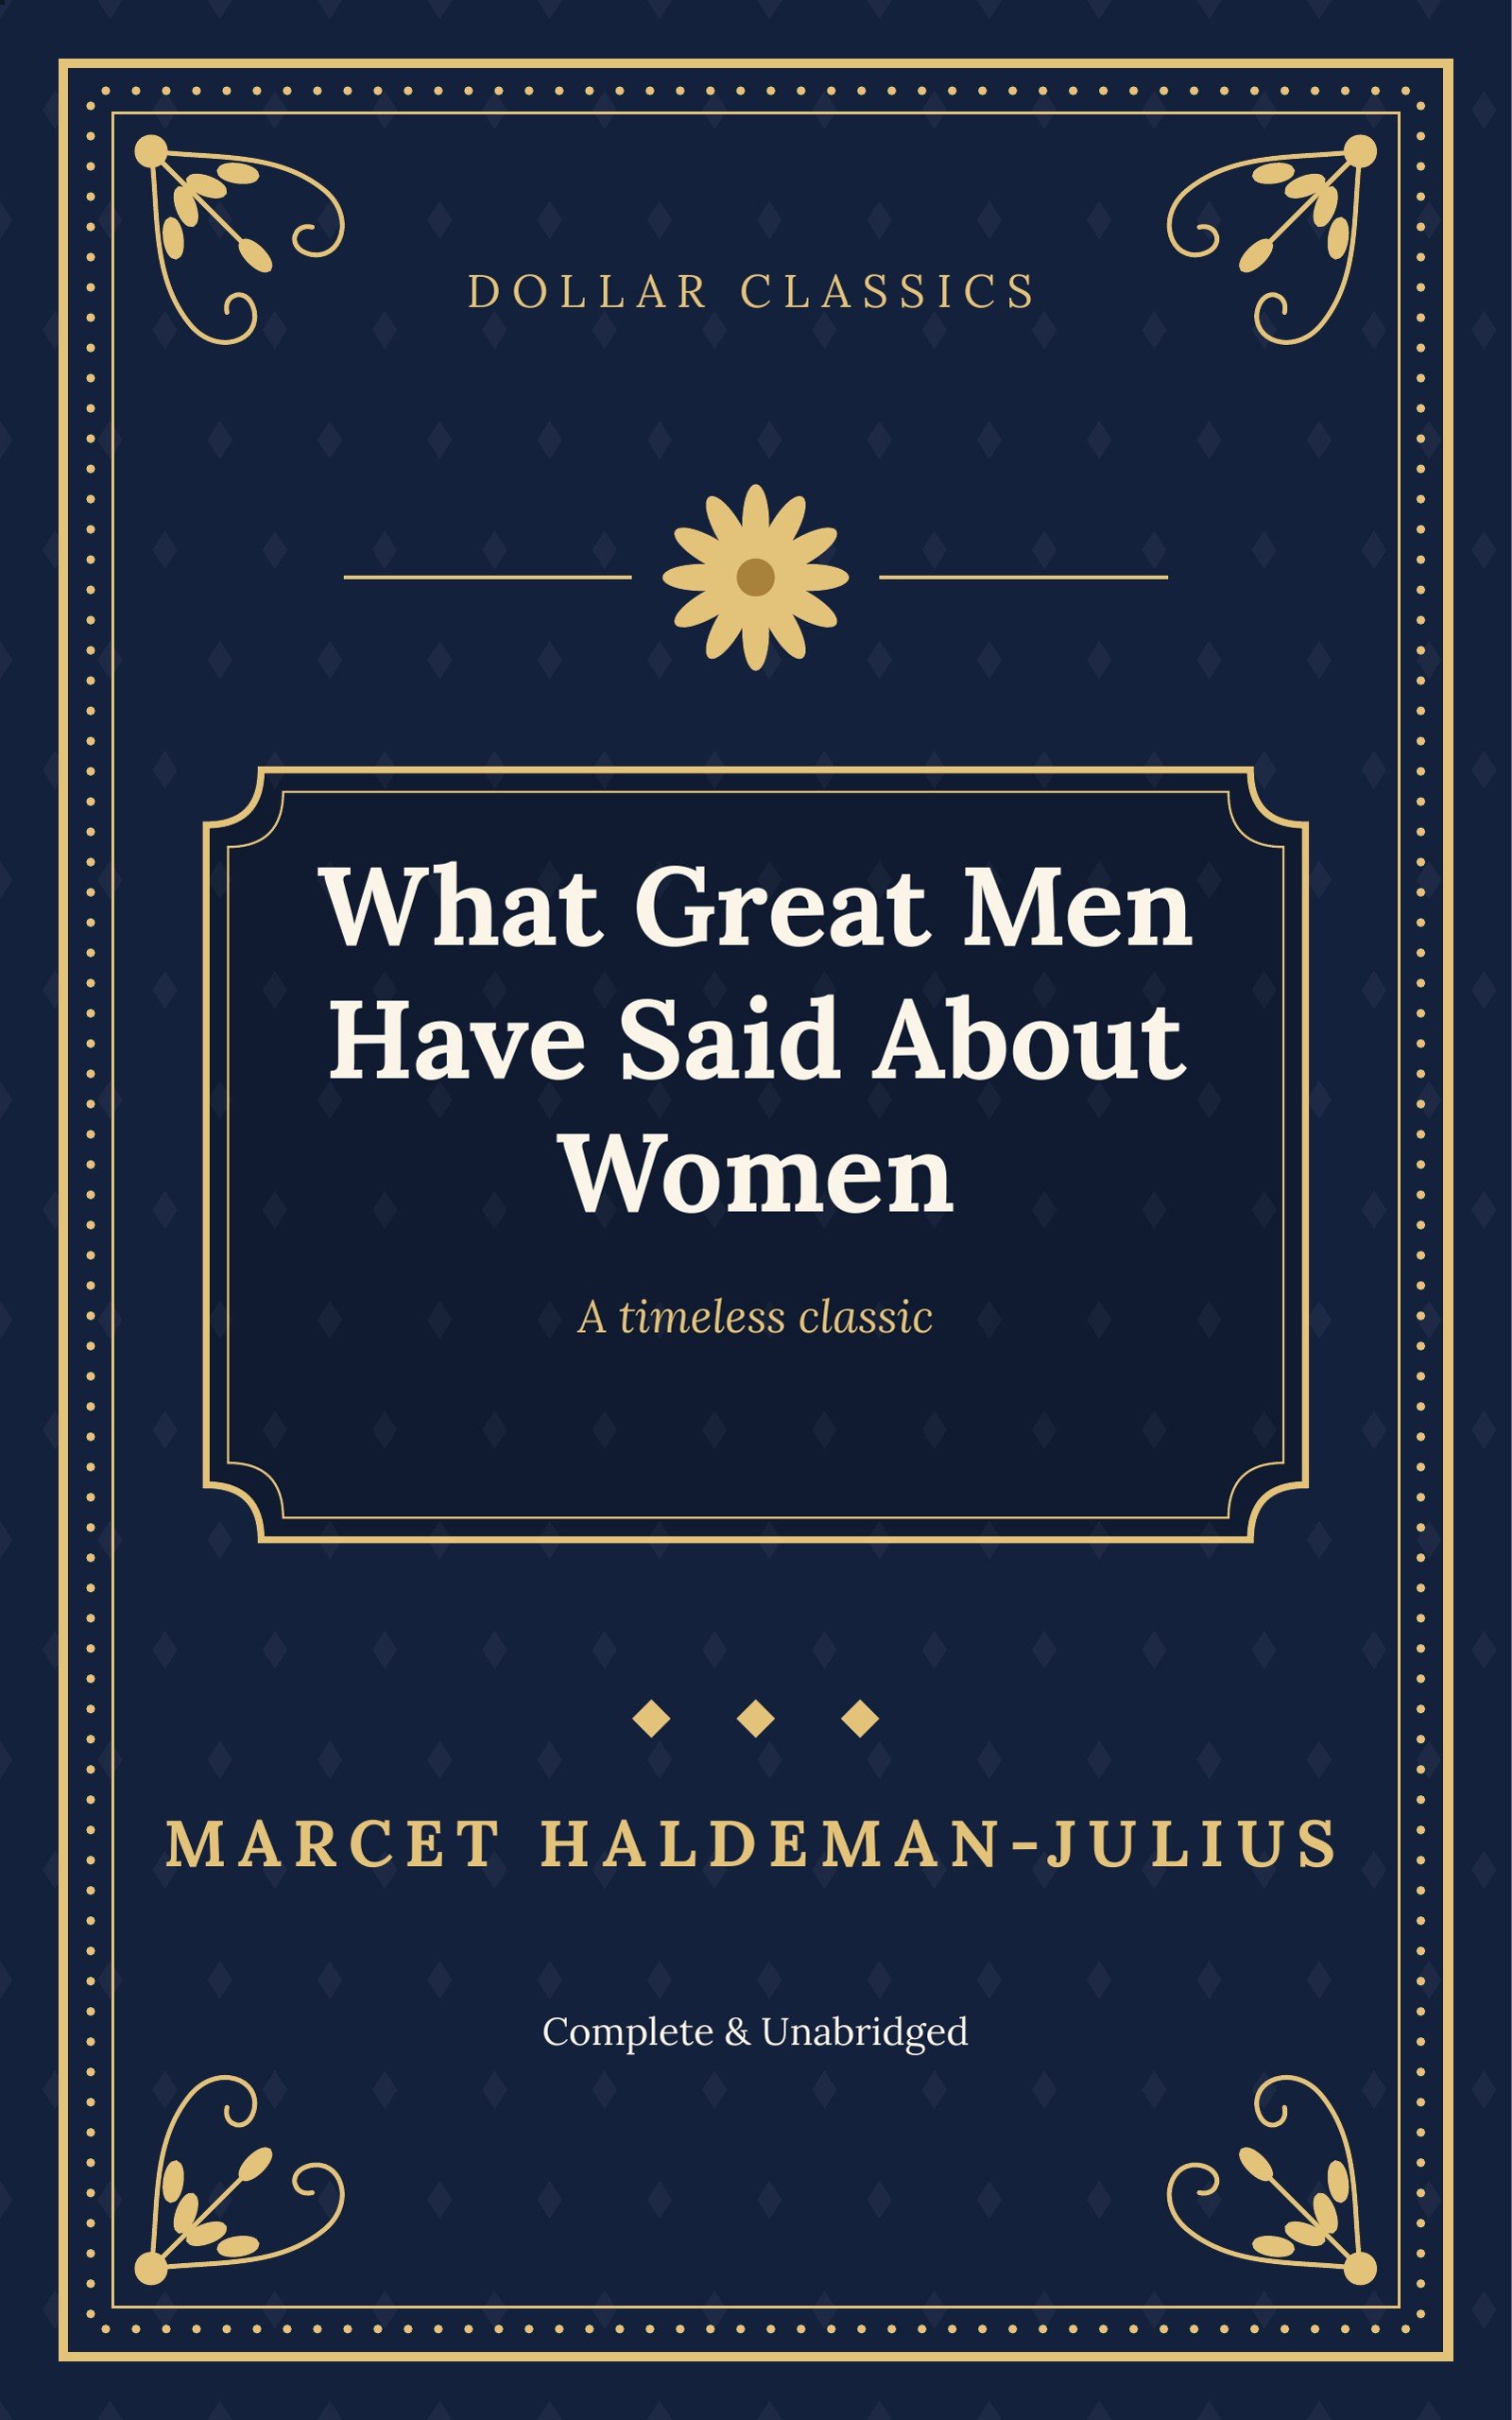 DOLLAR CLASSICS
What Great Men
Have Said About
Women
A timeless classic
MARCET HALDEMAN-JULIUS
Complete & Unabridged